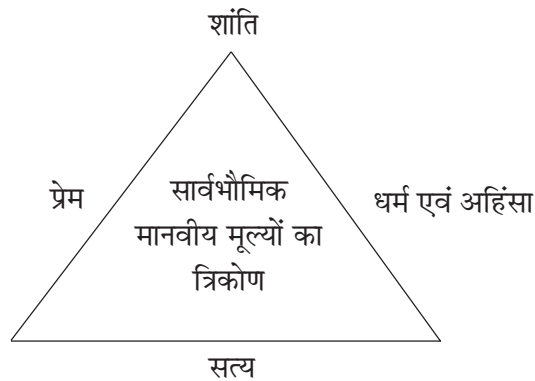 शांति
प्रेम
सार्वभौमिक
मानवीय मूल्यों का
त्रिकोण
धर्म एवं अहिंसा
सत्य